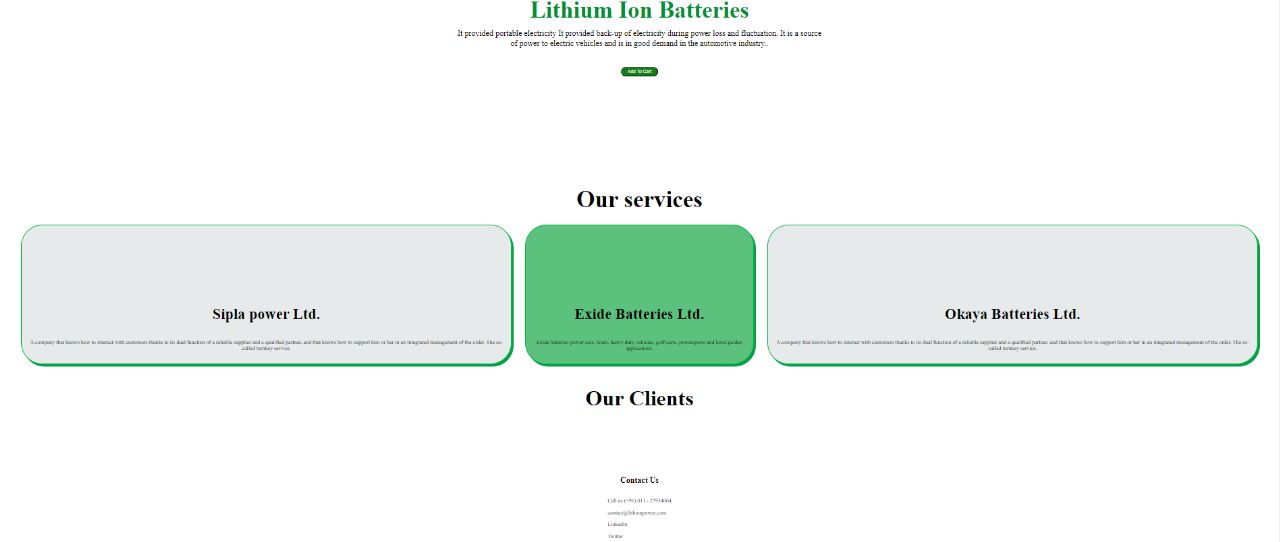 Lithium Ion Batteries
It provided portable electricity It provided back-up of electricity during power loss and fluctuation. It is a source
of power to electric vehicles and is in good demand in the automotive industry..
Add To Cart
Our services
Sipla power Ltd.
A company that knows how to interact with customers thanks to its dual function of a reliable supplier and a qualified partner, and that knows how to support him or her in an integrated management of the order. The so-
called turnkey service.
Exide Batteries Ltd.
Exide batteries power cars, boats, heavy duty vehicles, golf carts, powersports and lawn/garden
applications.
Okaya Batteries Ltd.
A company that knows how to interact with customers thanks to its dual function of a reliable supplier and a qualified partner, and that knows how to support him or her in an integrated management of the order. The so-
called turnkey service.
Our Clients
Contact Us
Call us (+91) 011-
LinkedIn
Twitter